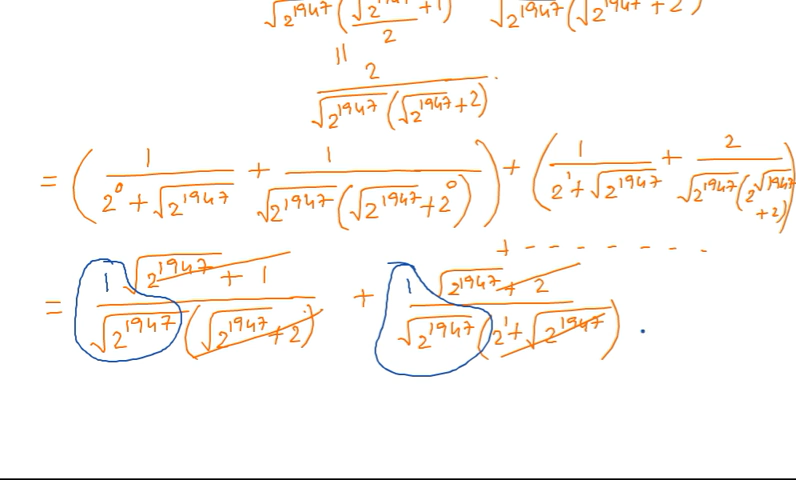 √2^1947 (√2^1947/2 + 1) √2^1947 (√2^1947 + 2)
||
2/(√2^1947 (√2^1947 + 2)).
= (1/(2^0 + √2^1947) + 1/(√2^1947 (√2^1947 + 2^0))) + (1/(2^1 + √2^1947) + 2/(√2^1947 (2^√1947 + 2)))
+ - - - - - - -
= (1 √2^1947 + 1)/(√2^1947 (√2^1947 + 2)) + (1 √2^1947 + 2)/(√2^1947 (2^1 + √2^1947)) .